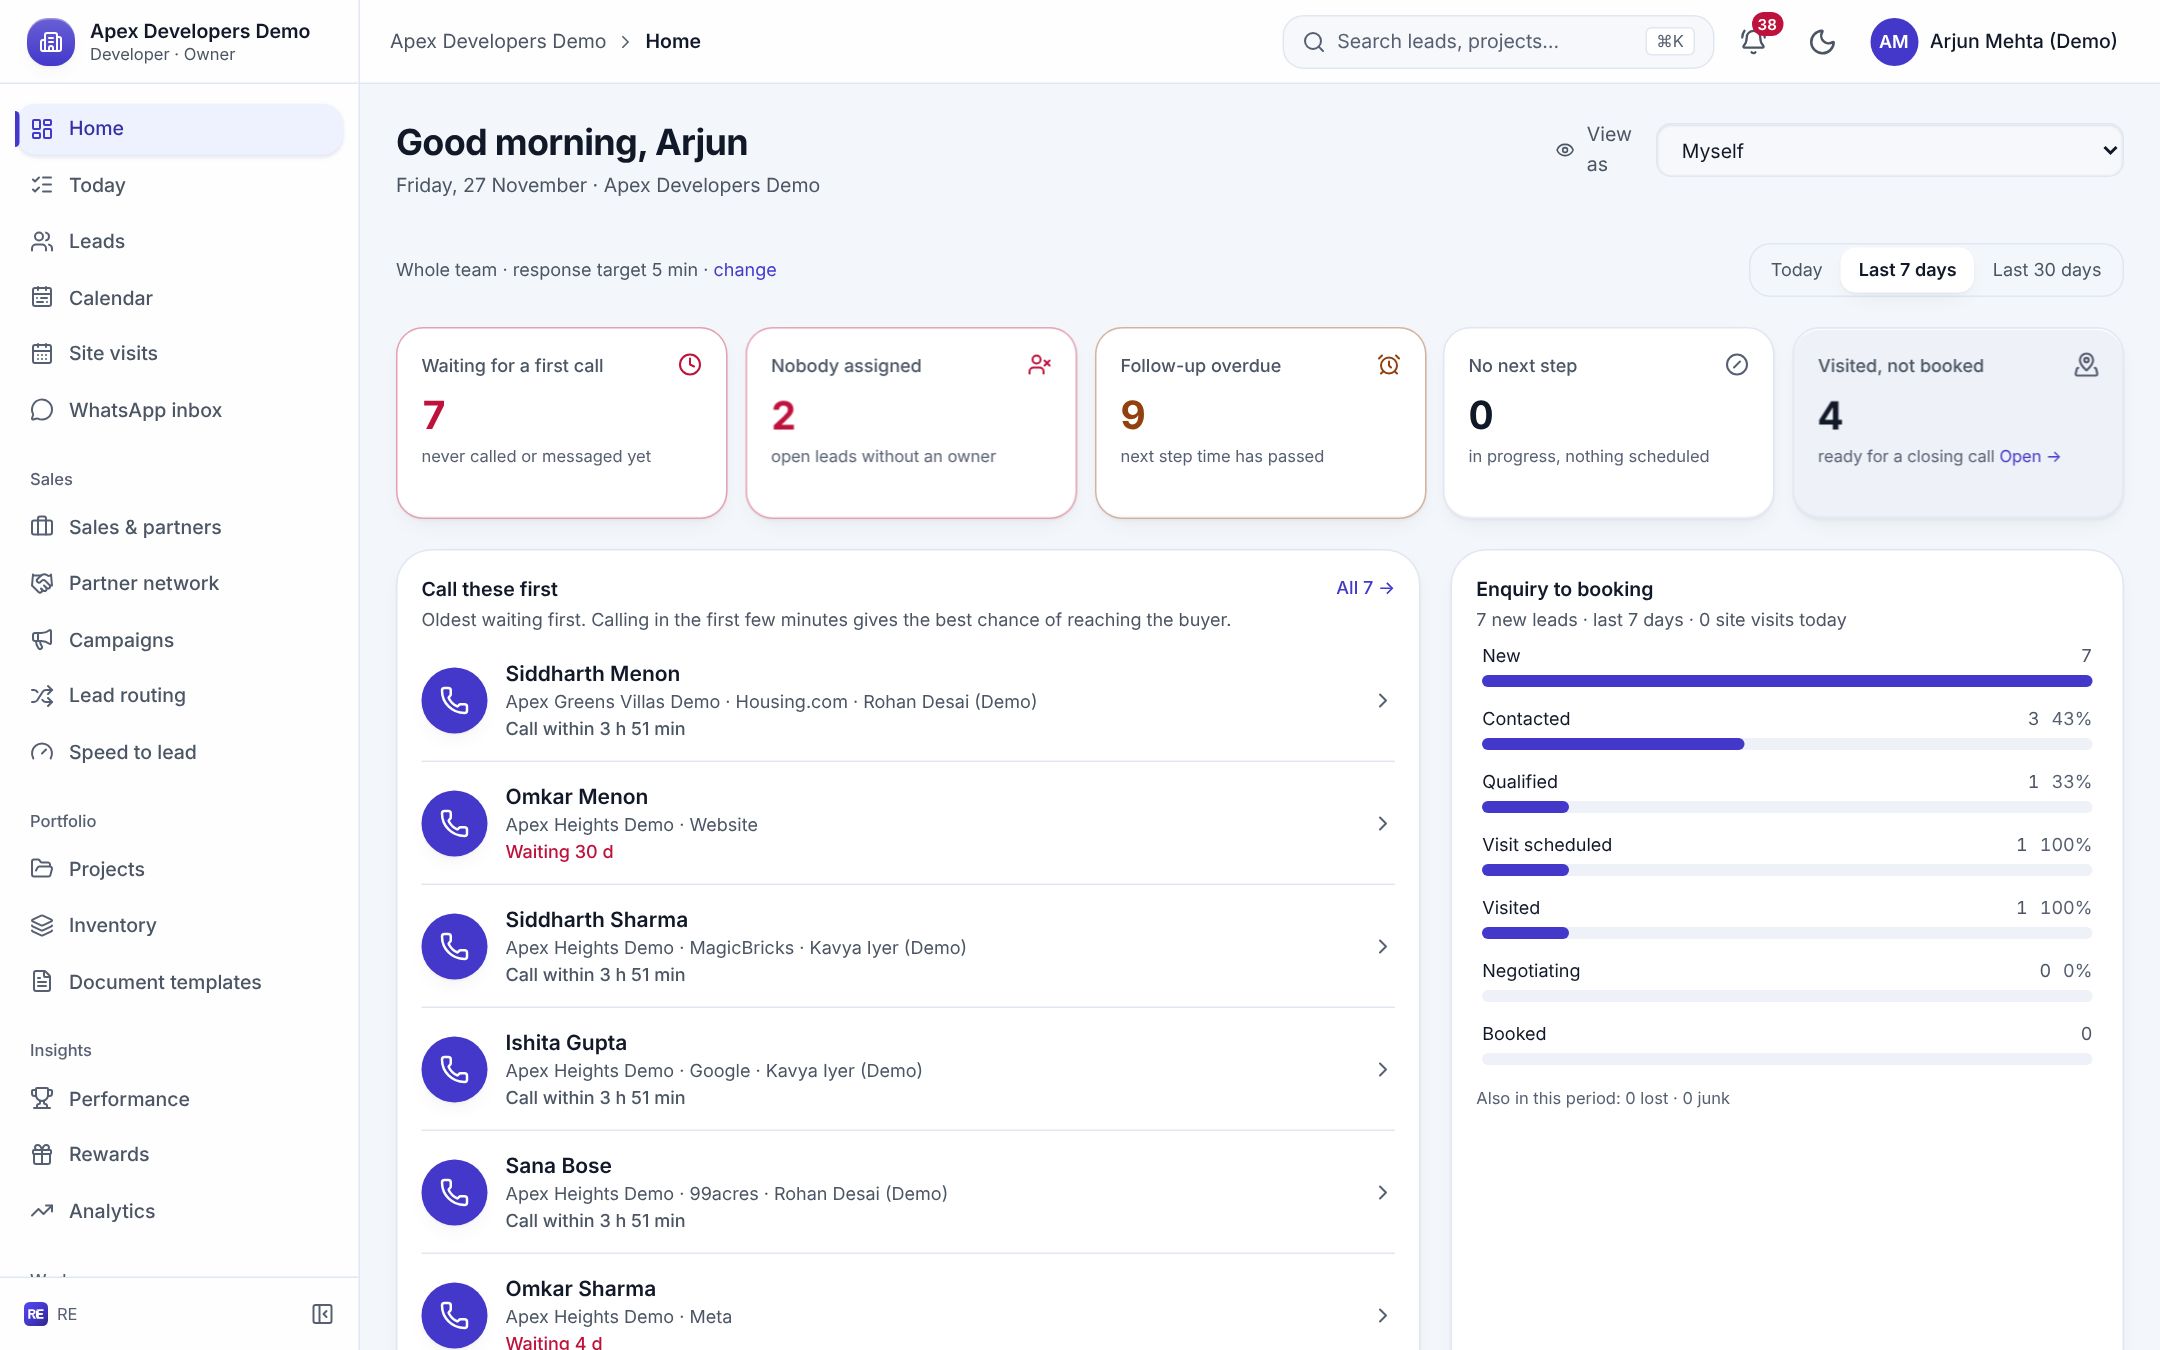 Apex Developers Demo
Developer · Owner
Apex Developers Demo > Home
Search leads, projects... ⌘K
38
AM Arjun Mehta (Demo)
Home
Today
Leads
Calendar
Site visits
WhatsApp inbox
Sales
Sales & partners
Partner network
Campaigns
Lead routing
Speed to lead
Portfolio
Projects
Inventory
Document templates
Insights
Performance
Rewards
Analytics
RE RE
Good morning, Arjun
Friday, 27 November · Apex Developers Demo
View as
Myself
Whole team · response target 5 min · change
Today Last 7 days Last 30 days
Waiting for a first call
7
never called or messaged yet
Nobody assigned
2
open leads without an owner
Follow-up overdue
9
next step time has passed
No next step
0
in progress, nothing scheduled
Visited, not booked
4
ready for a closing call Open →
Call these first All 7 →
Oldest waiting first. Calling in the first few minutes gives the best chance of reaching the buyer.
Siddharth Menon
Apex Greens Villas Demo · Housing.com · Rohan Desai (Demo)
Call within 3 h 51 min
Omkar Menon
Apex Heights Demo · Website
Waiting 30 d
Siddharth Sharma
Apex Heights Demo · MagicBricks · Kavya Iyer (Demo)
Call within 3 h 51 min
Ishita Gupta
Apex Heights Demo · Google · Kavya Iyer (Demo)
Call within 3 h 51 min
Sana Bose
Apex Heights Demo · 99acres · Rohan Desai (Demo)
Call within 3 h 51 min
Omkar Sharma
Apex Heights Demo · Meta
Waiting 4 d
Enquiry to booking
7 new leads · last 7 days · 0 site visits today
New 7
Contacted 3 43%
Qualified 1 33%
Visit scheduled 1 100%
Visited 1 100%
Negotiating 0 0%
Booked 0
Also in this period: 0 lost · 0 junk